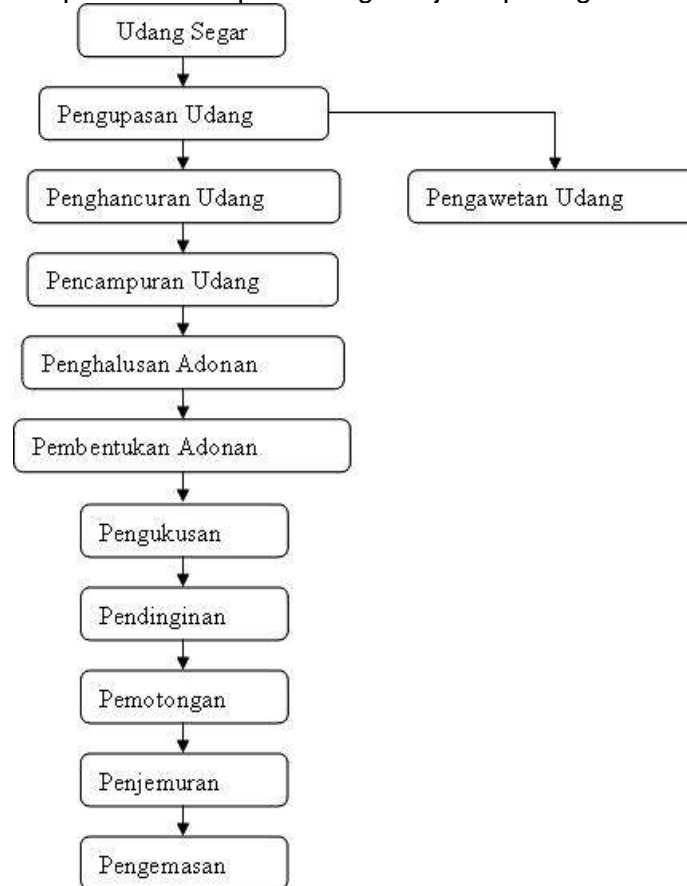 Udang Segar
Pengupasan Udang
Penghancuran Udang
Pengawetan Udang
Pencampuran Udang
Penghalusan Adonan
Pembentukan Adonan
Pengukusan
Pendinginan
Pemotongan
Penjemuran
Pengemasan